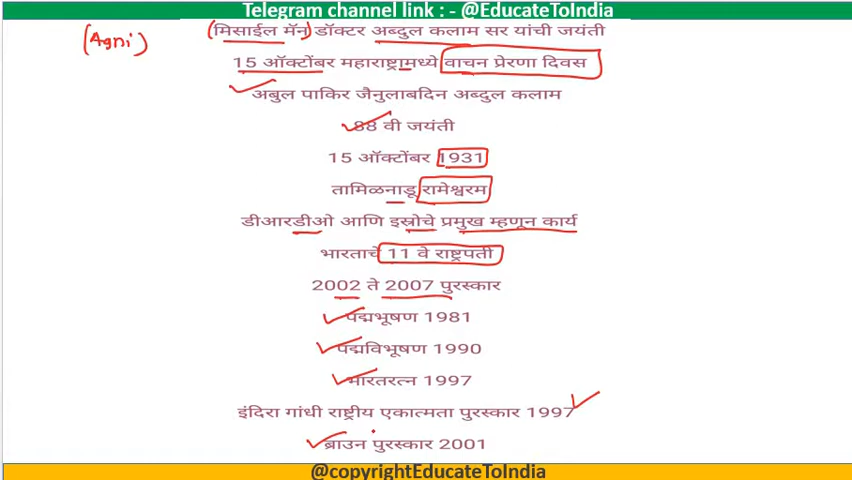 Telegram channel link : - @EducateToIndia
(Agni)
(मिसाईल मॅन) डॉक्टर अब्दुल कलाम सर यांची जयंती
15 ऑक्टोंबर महाराष्ट्रामध्ये वाचन प्रेरणा दिवस
अबुल पाकिर जैनुलाबदिन अब्दुल कलाम
88 वी जयंती
15 ऑक्टोंबर 1931
तामिळनाडू रामेश्वरम
डीआरडीओ आणि इस्रोचे प्रमुख म्हणून कार्य
भारताचे 11 वे राष्ट्रपती
2002 ते 2007 पुरस्कार
पद्मभूषण 1981
पद्मविभूषण 1990
भारतरत्न 1997
इंदिरा गांधी राष्ट्रीय एकात्मता पुरस्कार 1997
ब्राउन पुरस्कार 2001
@copyrightEducateToIndia